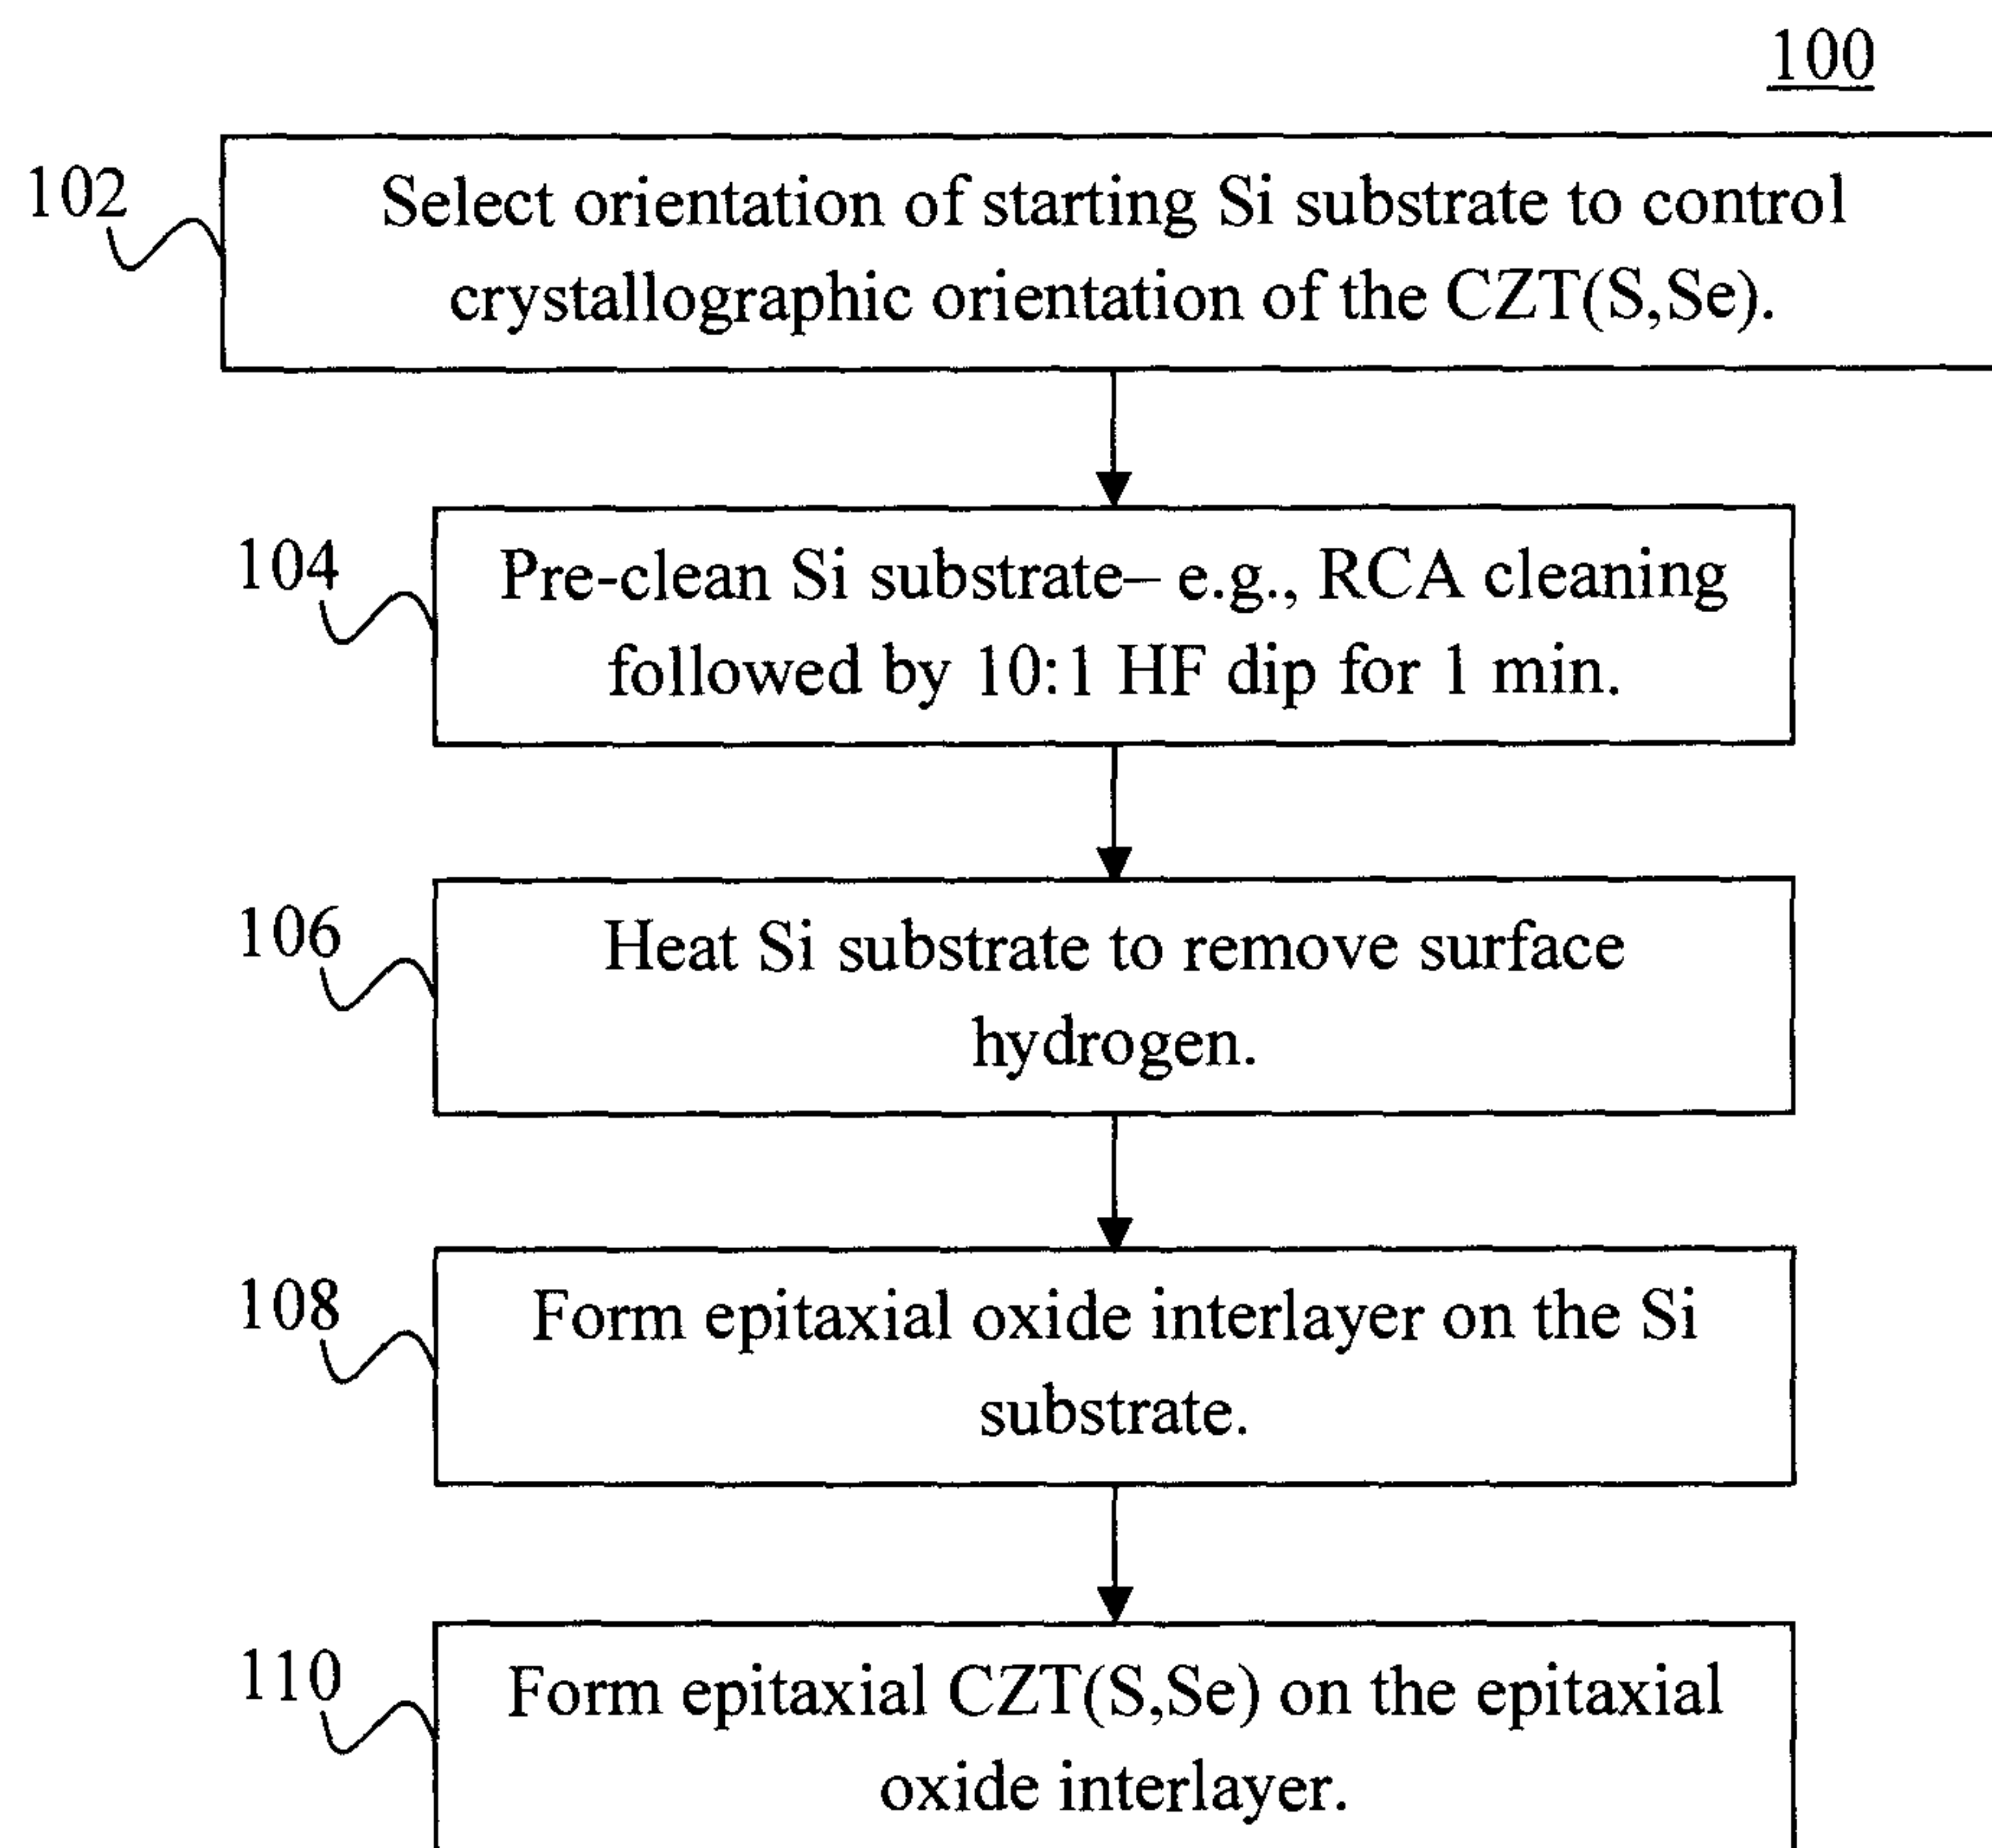 100
102
Select orientation of starting Si substrate to control
crystallographic orientation of the CZT(S,Se).
104
Pre-clean Si substrate– e.g., RCA cleaning
followed by 10:1 HF dip for 1 min.
106
Heat Si substrate to remove surface
hydrogen.
108
Form epitaxial oxide interlayer on the Si
substrate.
110
Form epitaxial CZT(S,Se) on the epitaxial
oxide interlayer.